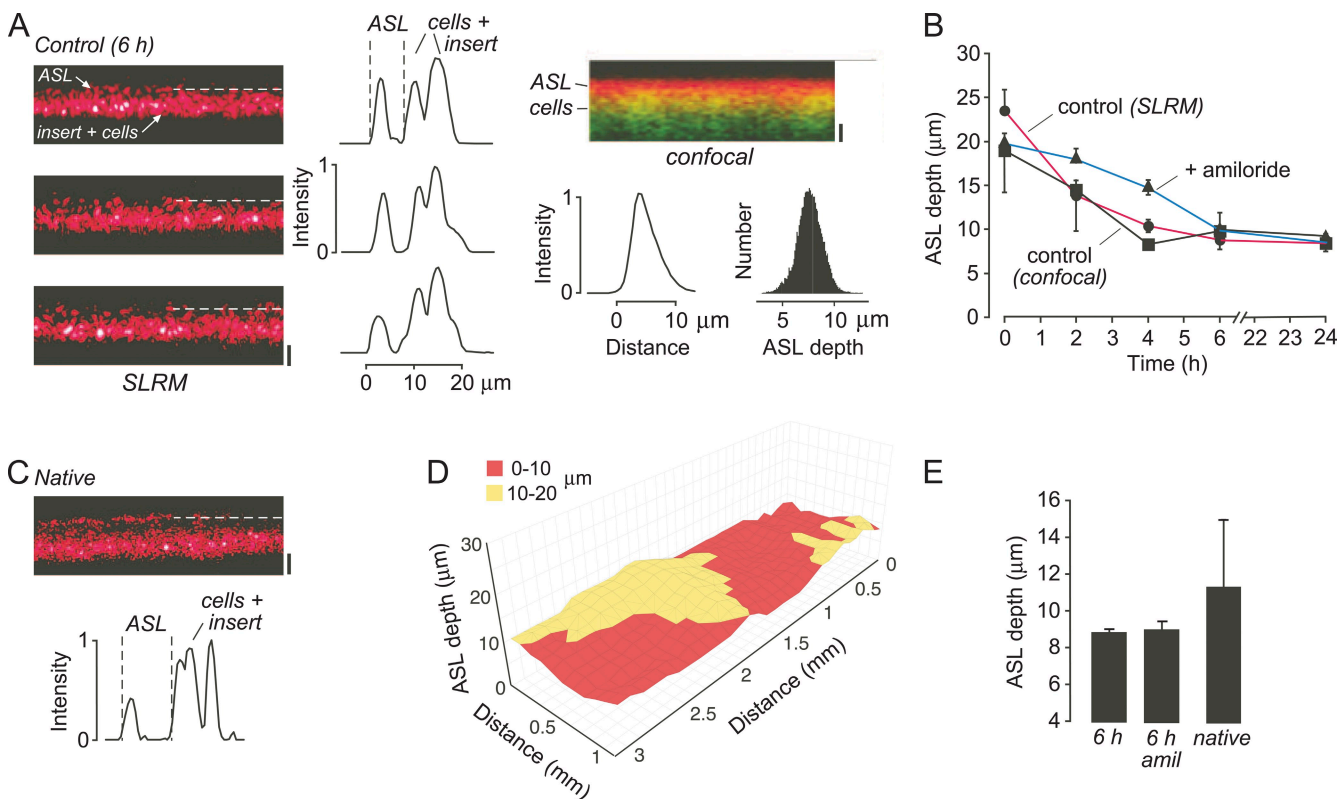 A
Control (6 h)
ASL
insert + cells
SLRM
ASL
cells +
insert
Intensity
1
0
0
10
20
μm
ASL
cells
confocal
Intensity
1
0
0
10
μm
Distance
Number
5
10
μm
ASL depth
B
ASL depth (μm)
30
25
20
15
10
5
0
control (SLRM)
+ amiloride
control
(confocal)
0 1 2 3 4 5 6 22 23 24
Time (h)
C
Native
ASL
cells +
insert
Intensity
1
0
D
0-10
10-20
μm
ASL depth (μm)
30
20
10
0
Distance (mm)
0.5
1
Distance (mm)
0
0.5
1
1.5
2
2.5
3
E
ASL depth (μm)
16
14
12
10
8
6
4
6 h
6 h
amil
native